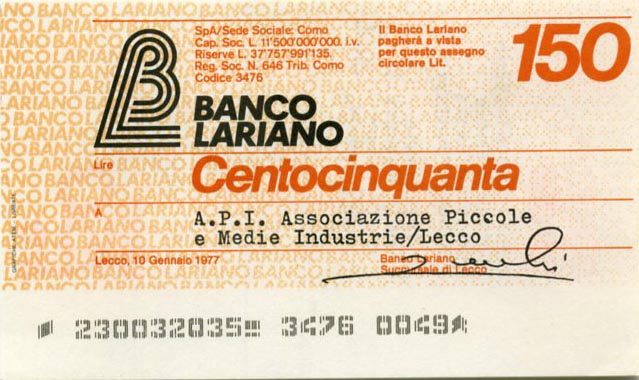 SpA/Sede Sociale: Como
Cap. Soc. L. 11'500'000'000. i.v.
Riserve L. 37'757'991'135.
Reg. Soc. N. 646 Trib. Como
Codice 3476
Il Banco Lariano
pagherà a vista
per questo assegno
circolare Lit.
150
BANCO
LARIANO
Lire
Centocinquanta
A
A.P.I. Associazione Piccole
e Medie Industrie/Lecco
Lecco, 10 Gennaio 1977
Banco Lariano
Succursale di Lecco
230032035 3476 0049